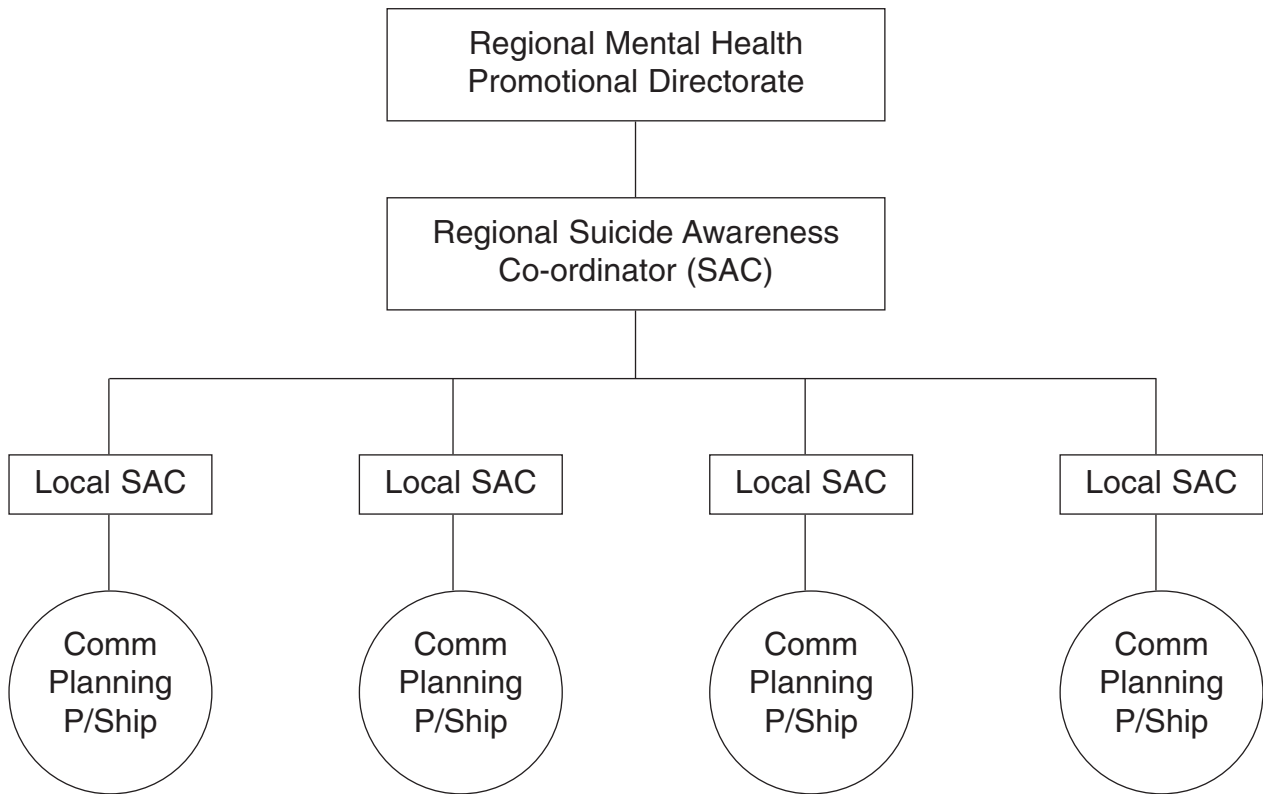 Regional Mental Health
Promotional Directorate
Regional Suicide Awareness
Co-ordinator (SAC)
Local SAC
Local SAC
Local SAC
Local SAC
Comm
Planning
P/Ship
Comm
Planning
P/Ship
Comm
Planning
P/Ship
Comm
Planning
P/Ship